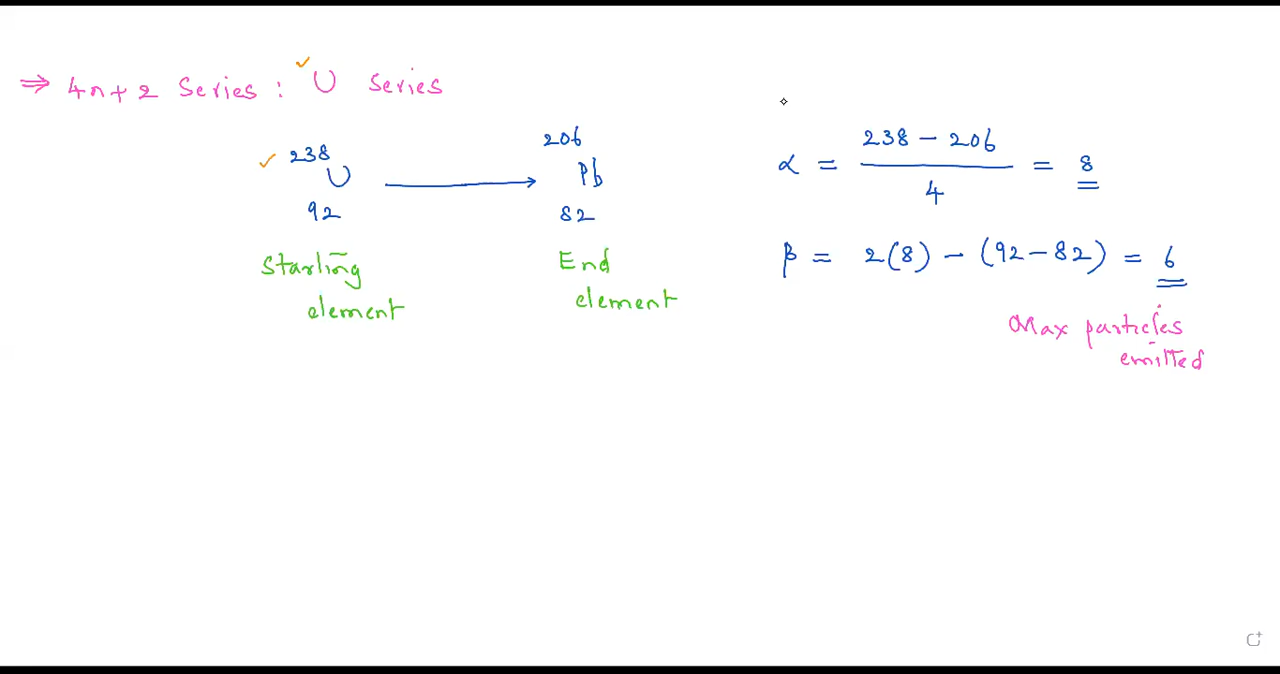 ⇒ 4n+2 Series : U Series
238 U 92 → 206 Pb 82
Starting element
End element
α = 238 - 206 / 4 = 8
β = 2(8) - (92-82) = 6
Max particles
emitted